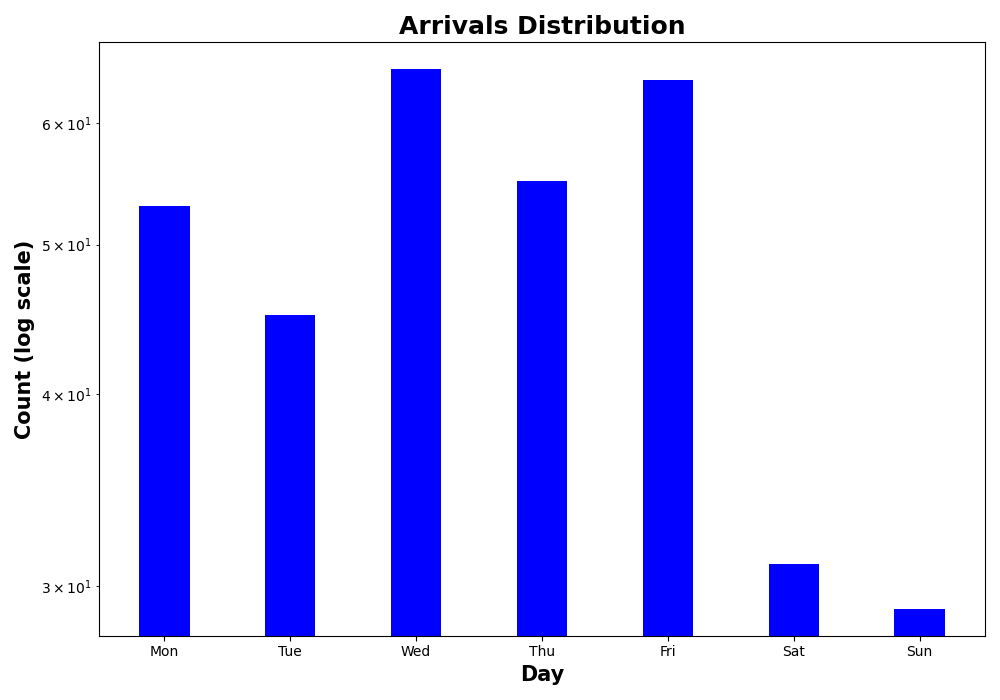 Arrivals Distribution
Count (log scale)
6 × 10¹
5 × 10¹
4 × 10¹
3 × 10¹
Mon Tue Wed Thu Fri Sat Sun
Day